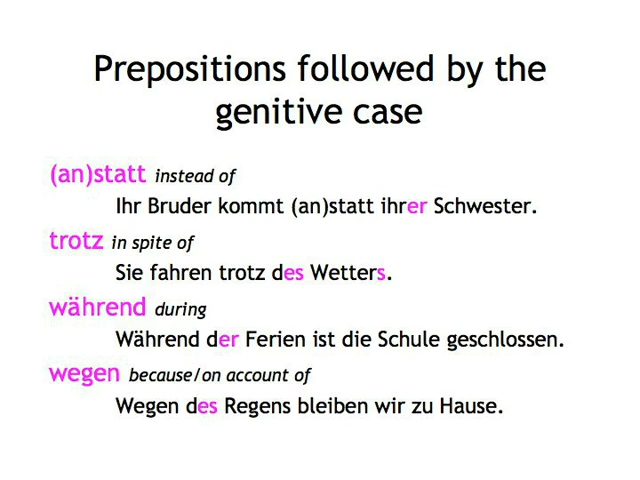 Prepositions followed by the
genitive case
(an)statt instead of
Ihr Bruder kommt (an)statt ihrer Schwester.
trotz in spite of
Sie fahren trotz des Wetters.
während during
Während der Ferien ist die Schule geschlossen.
wegen because/on account of
Wegen des Regens bleiben wir zu Hause.